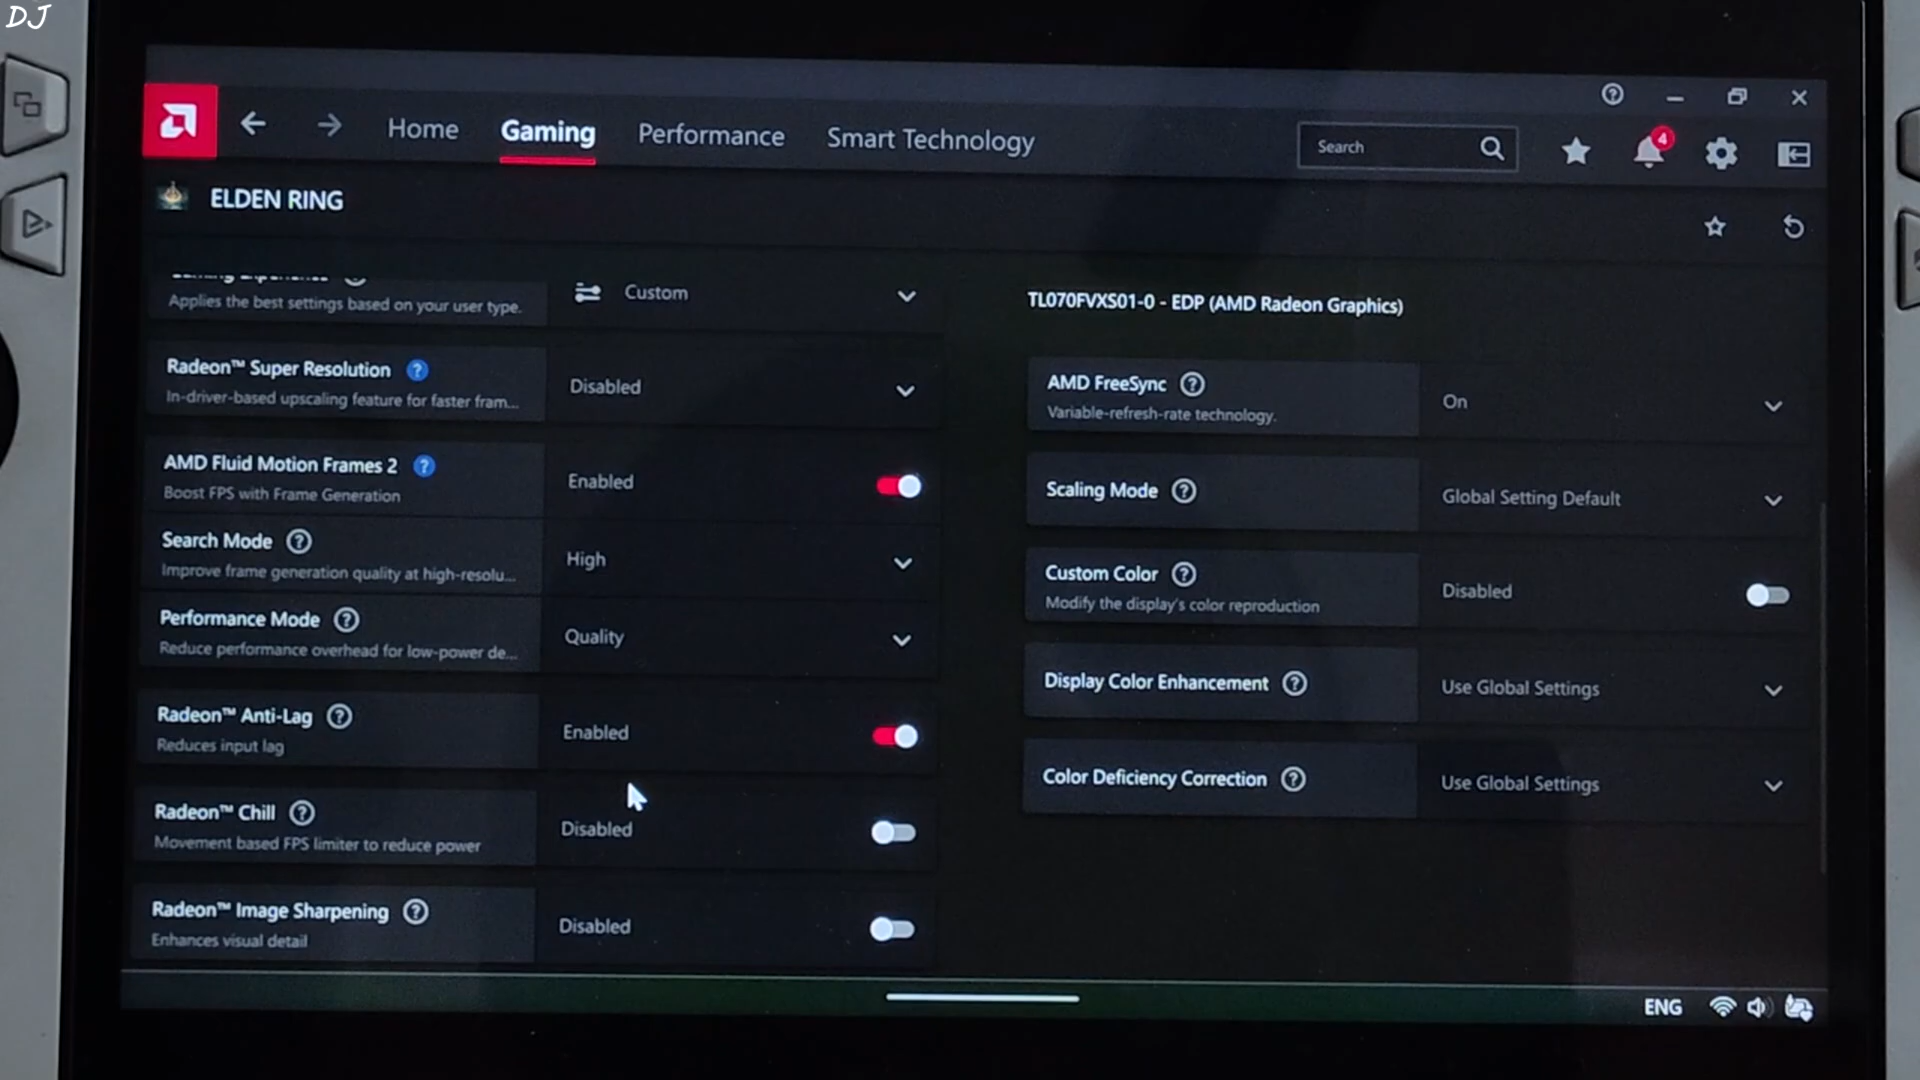 DJ
Home
Gaming
Performance
Smart Technology
Search
4
ELDEN RING
Applies the best settings based on your user type.
Custom
Radeon™ Super Resolution
In-driver-based upscaling feature for faster fram...
Disabled
AMD Fluid Motion Frames 2
Boost FPS with Frame Generation
Enabled
Search Mode
Improve frame generation quality at high-resolu...
High
Performance Mode
Reduce performance overhead for low-power de...
Quality
Radeon™ Anti-Lag
Reduces input lag
Enabled
Radeon™ Chill
Movement based FPS limiter to reduce power
Disabled
Radeon™ Image Sharpening
Enhances visual detail
Disabled
TL070FVXS01-0 - EDP (AMD Radeon Graphics)
AMD FreeSync
Variable-refresh-rate technology.
On
Scaling Mode
Global Setting Default
Custom Color
Modify the display's color reproduction
Disabled
Display Color Enhancement
Use Global Settings
Color Deficiency Correction
Use Global Settings
ENG